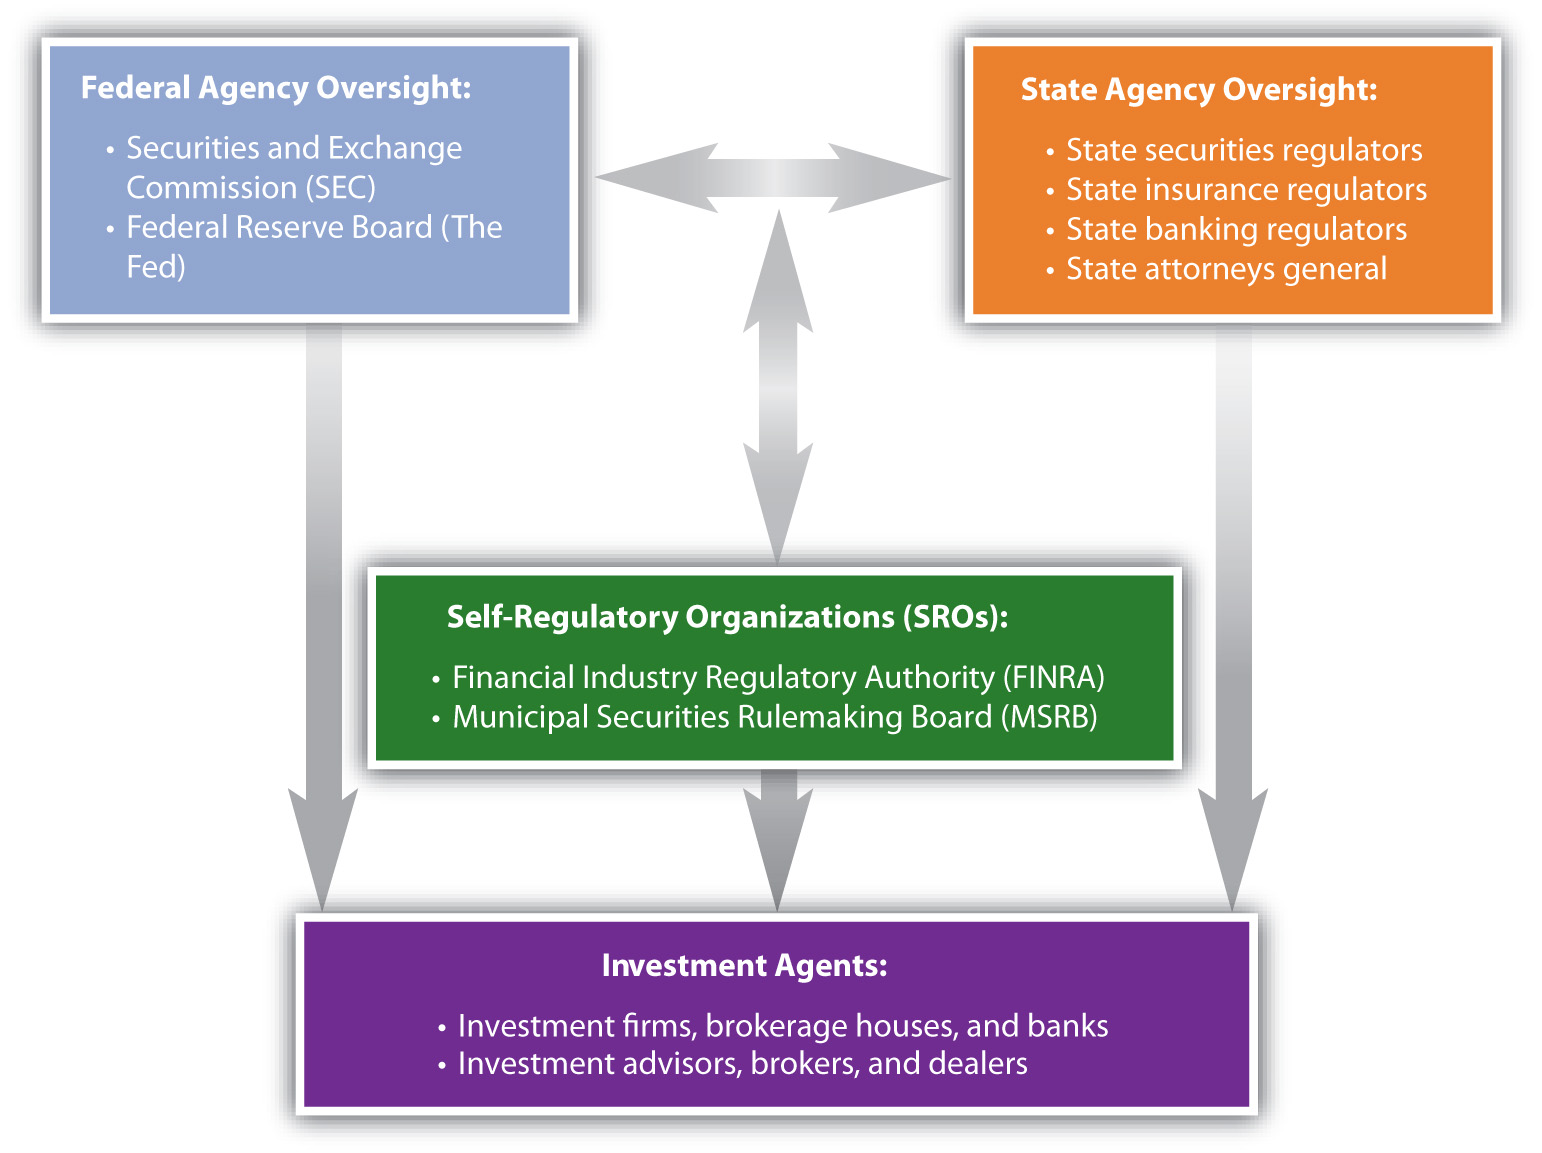 Federal Agency Oversight:
• Securities and Exchange
Commission (SEC)
• Federal Reserve Board (The
Fed)
State Agency Oversight:
• State securities regulators
• State insurance regulators
• State banking regulators
• State attorneys general
Self-Regulatory Organizations (SROs):
• Financial Industry Regulatory Authority (FINRA)
• Municipal Securities Rulemaking Board (MSRB)
Investment Agents:
• Investment firms, brokerage houses, and banks
• Investment advisors, brokers, and dealers